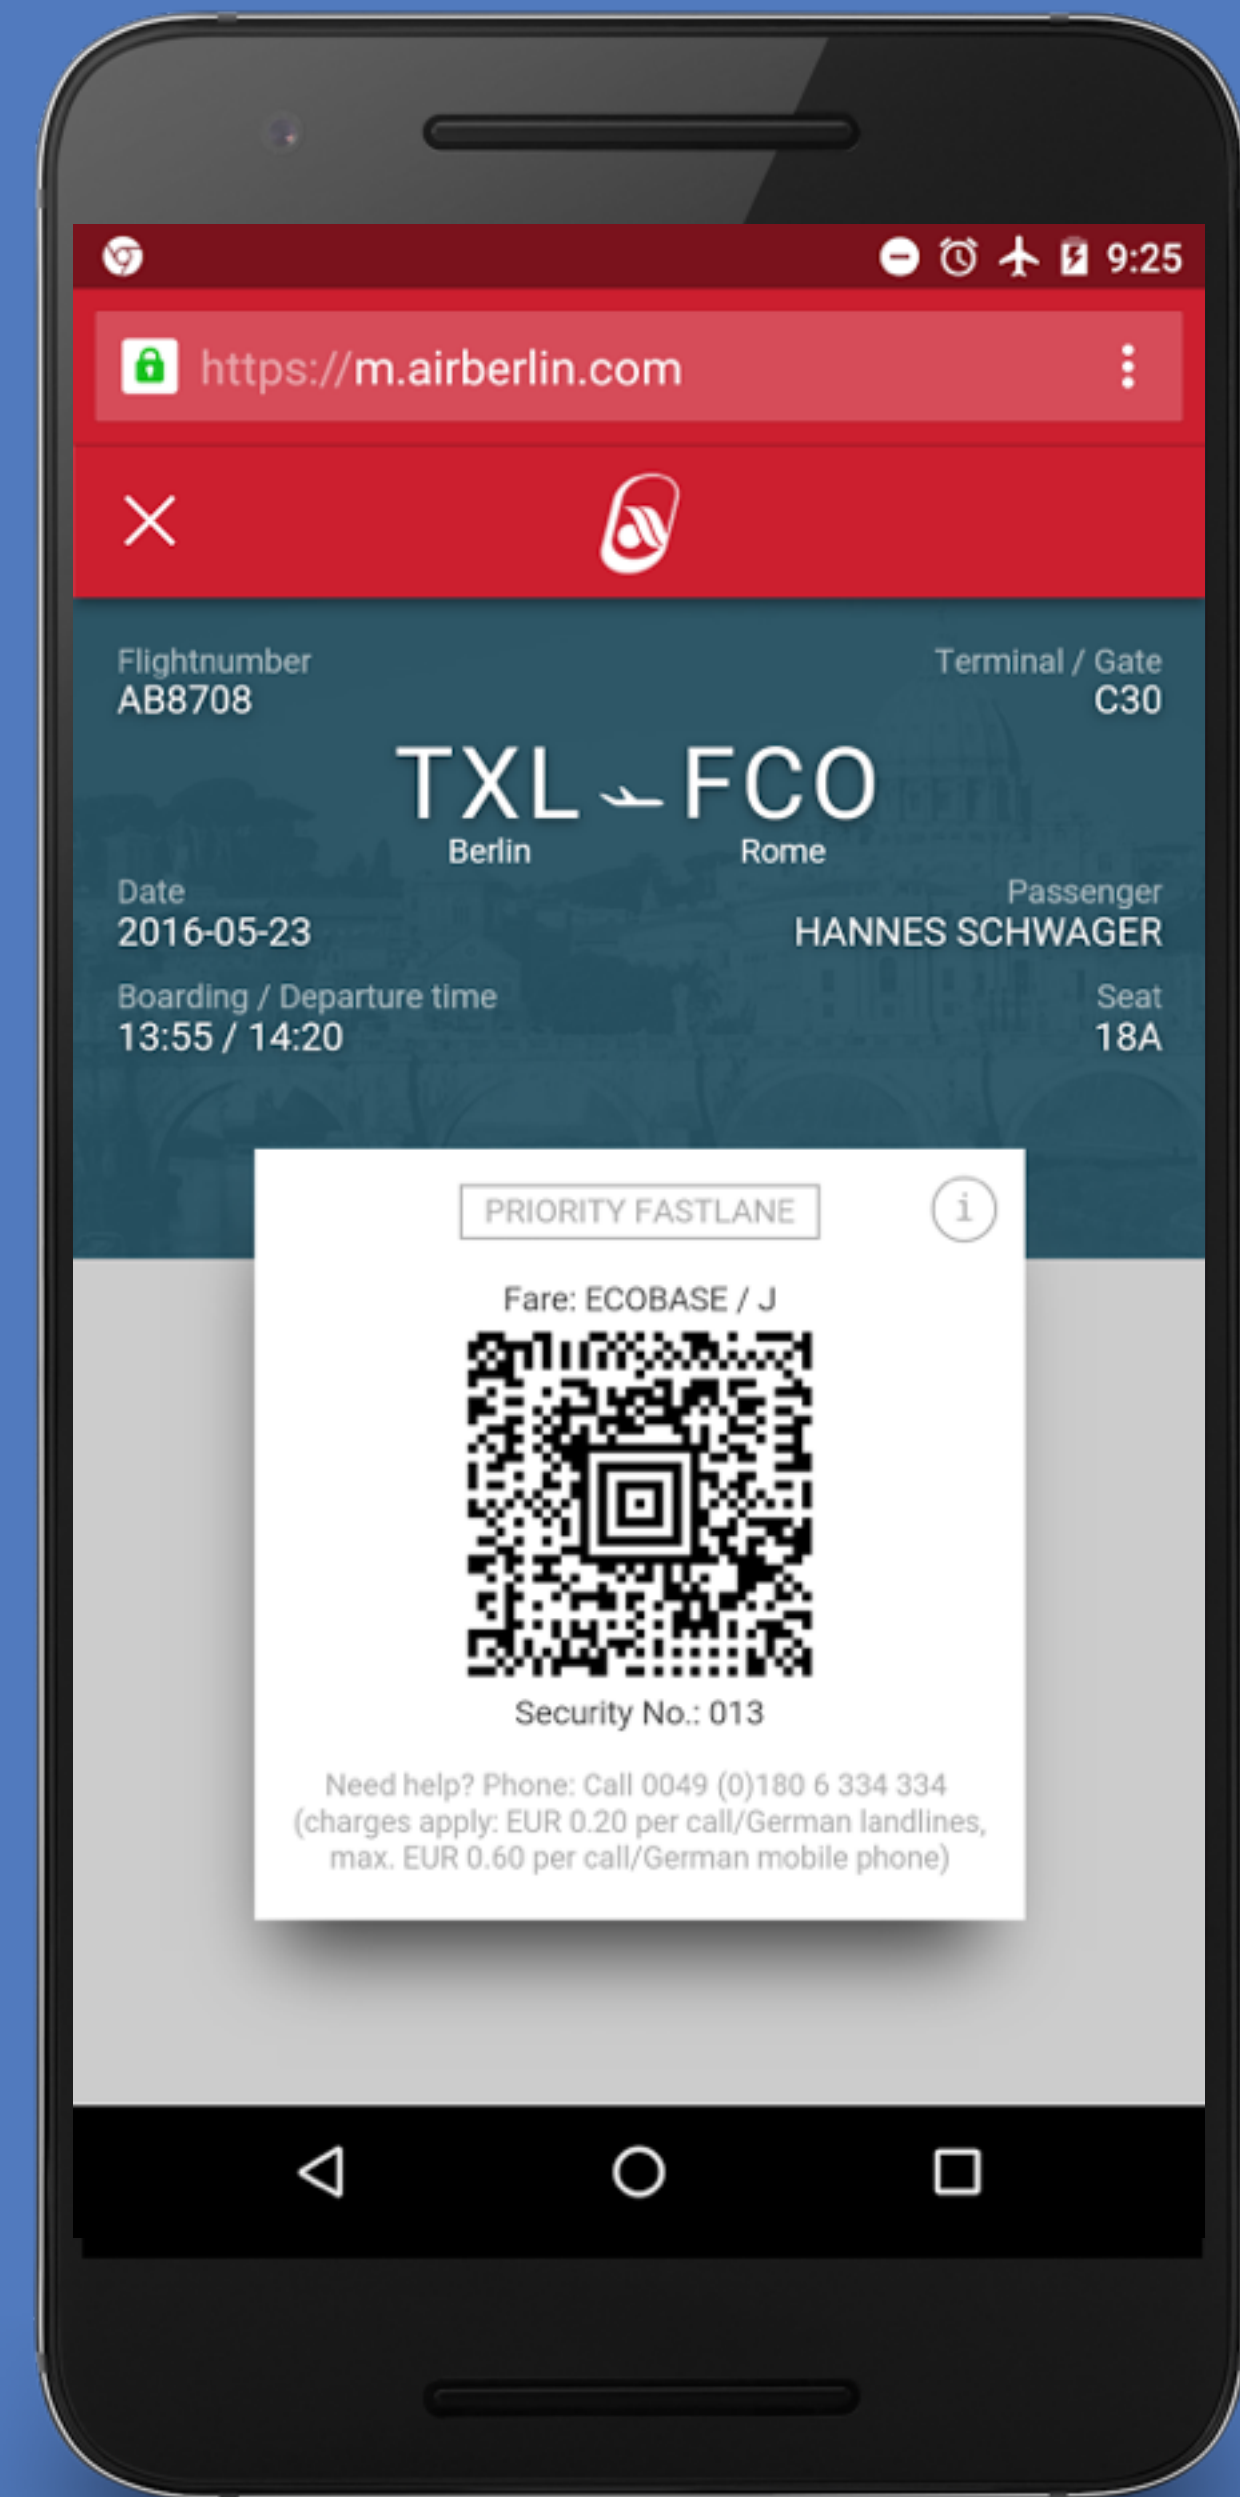 9:25
https://m.airberlin.com
Flightnumber
AB8708
Terminal / Gate
C30
TXL FCO
Berlin Rome
Date
2016-05-23
Passenger
HANNES SCHWAGER
Boarding / Departure time
13:55 / 14:20
Seat
18A
PRIORITY FASTLANE
i
Fare: ECOBASE / J
Security No.: 013
Need help? Phone: Call 0049 (0)180 6 334 334
(charges apply: EUR 0.20 per call/German landlines,
max. EUR 0.60 per call/German mobile phone)